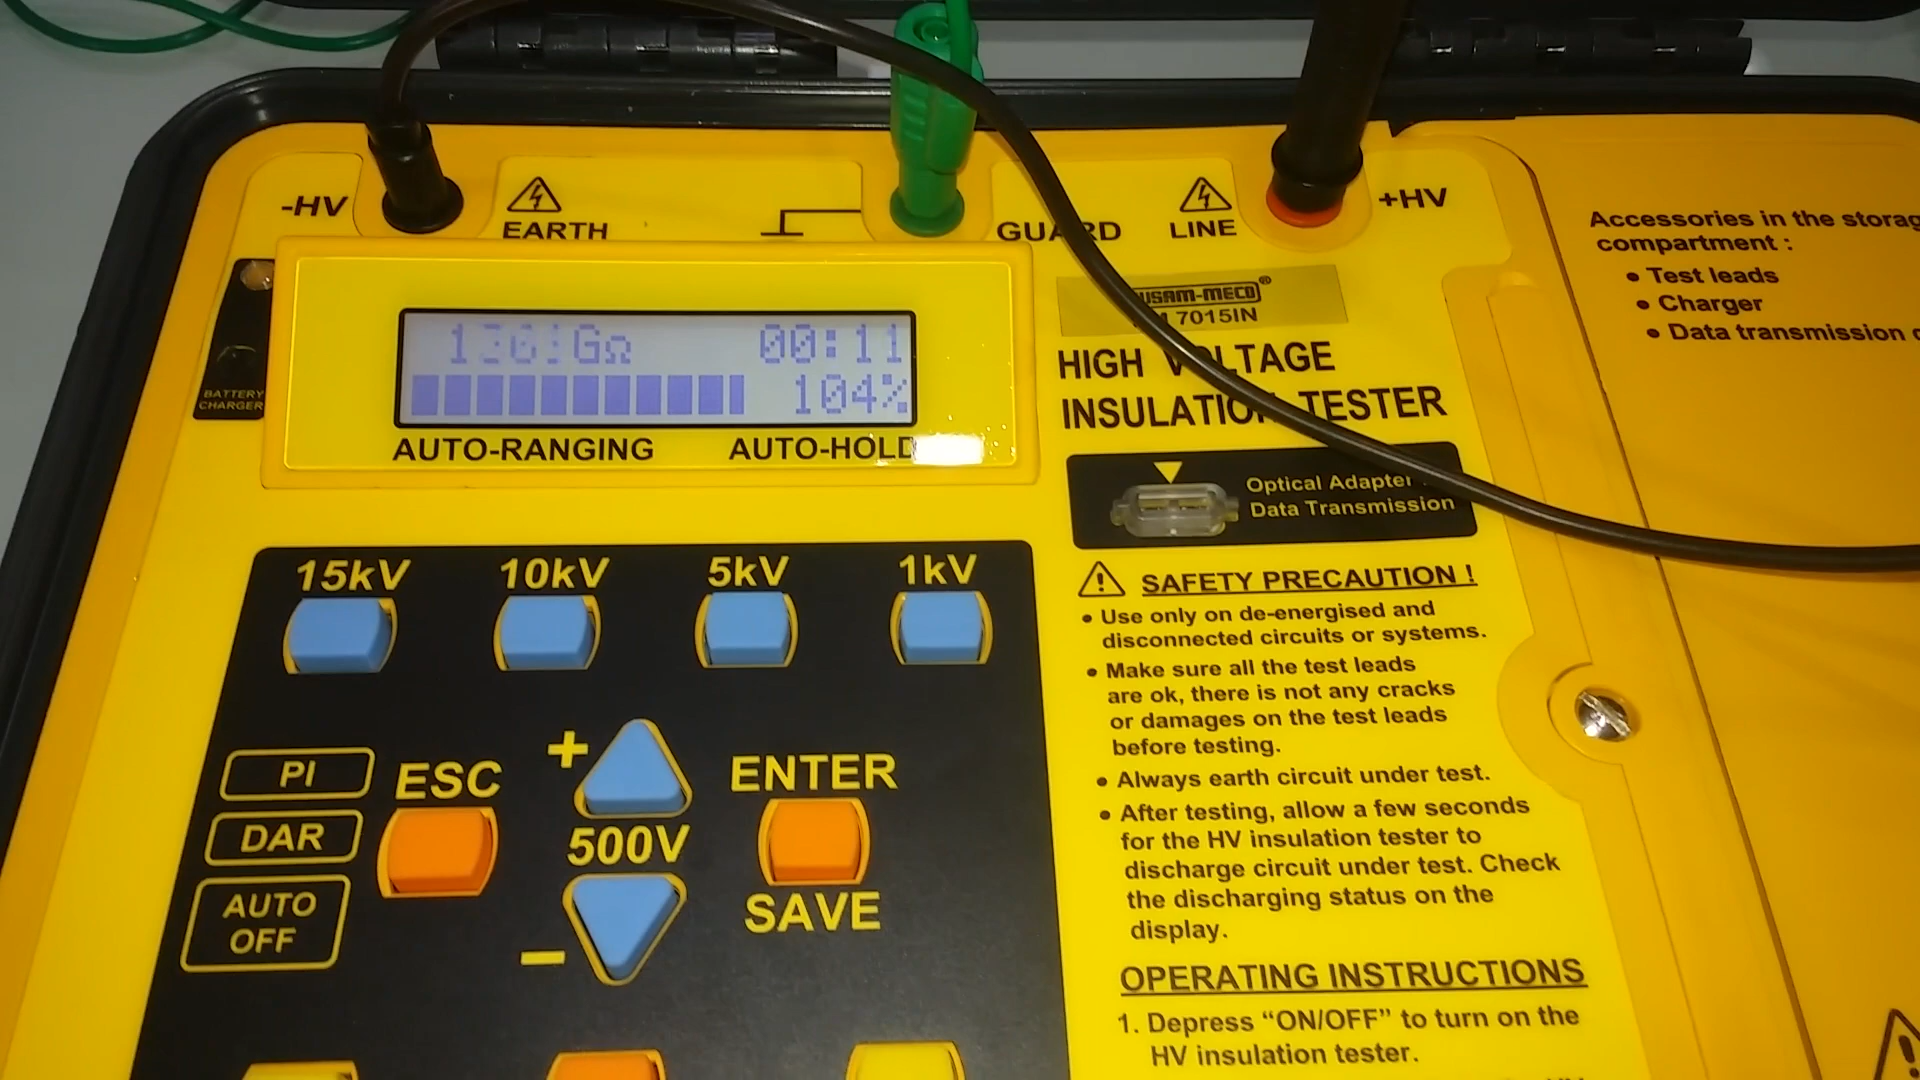 -HV
EARTH
GUARD
LINE
+HV
Accessories in the storag
compartment :
• Test leads
• Charger
• Data transmission
BATTERY
CHARGER
00:11
104%
AUTO-RANGING
AUTO-HOLD
USAM-MECO®
7015IN
HIGH VOLTAGE
INSULATION TESTER
Optical Adapter
Data Transmission
15kV
10kV
5kV
1kV
PI
DAR
AUTO
OFF
ESC
+
500V
−
ENTER
SAVE
SAFETY PRECAUTION !
• Use only on de-energised and
disconnected circuits or systems.
• Make sure all the test leads
are ok, there is not any cracks
or damages on the test leads
before testing.
• Always earth circuit under test.
• After testing, allow a few seconds
for the HV insulation tester to
discharge circuit under test. Check
the discharging status on the
display.
OPERATING INSTRUCTIONS
1. Depress “ON/OFF” to turn on the
HV insulation tester.